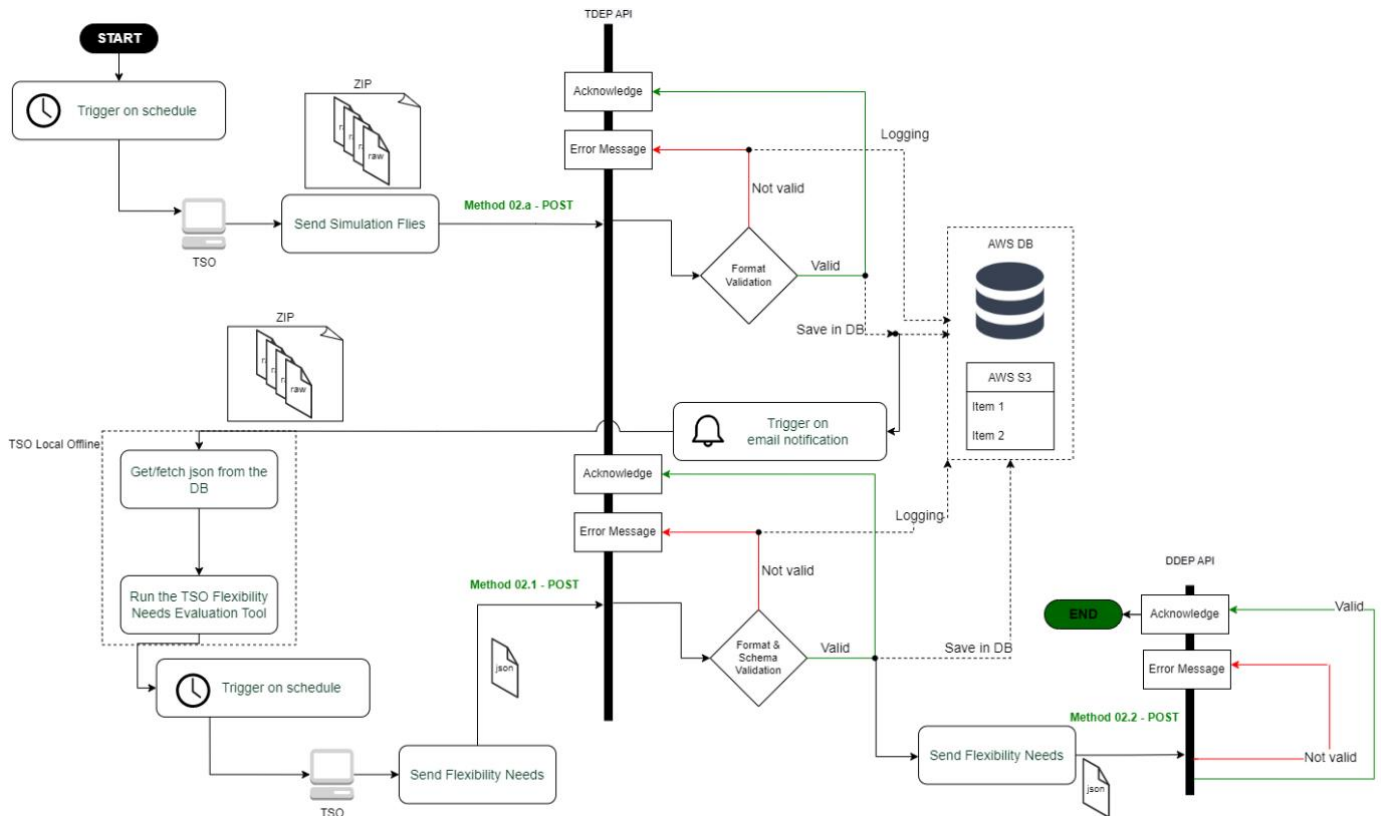 TDEP API
START
ZIP
Trigger on schedule
Acknowledge
raw
Logging
Error Message
Not valid
Method 02.a - POST
Send Simulation Flies
TSO
AWS DB
Format
Validation
Valid
ZIP
Save in DB
raw
AWS S3
Item 1
Item 2
Trigger on
email notification
TSO Local Offline
Get/fetch json from the
DB
Acknowledge
Logging
Error Message
Not valid
DDEP API
Method 02.1 - POST
Run the TSO Flexibility
Needs Evaluation Tool
END
Acknowledge
Valid
Format &
Schema
Validation
Valid
Save in DB
json
Error Message
Trigger on schedule
Method 02.2 - POST
Send Flexibility Needs
Not valid
Send Flexibility Needs
json
TSO